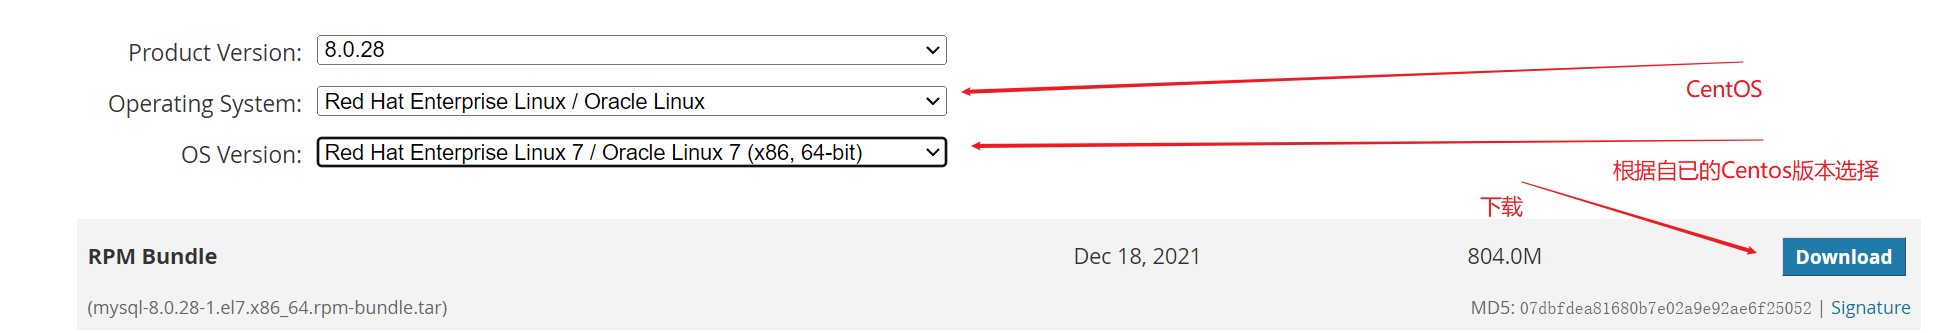 Product Version: 8.0.28
Operating System: Red Hat Enterprise Linux / Oracle Linux
CentOS
OS Version: Red Hat Enterprise Linux 7 / Oracle Linux 7 (x86, 64-bit)
根据自已的Centos版本选择
下载
RPM Bundle Dec 18, 2021 804.0M Download
(mysql-8.0.28-1.el7.x86_64.rpm-bundle.tar) MD5: 07dbfdea81680b7e02a9e92ae6f25052 | Signature